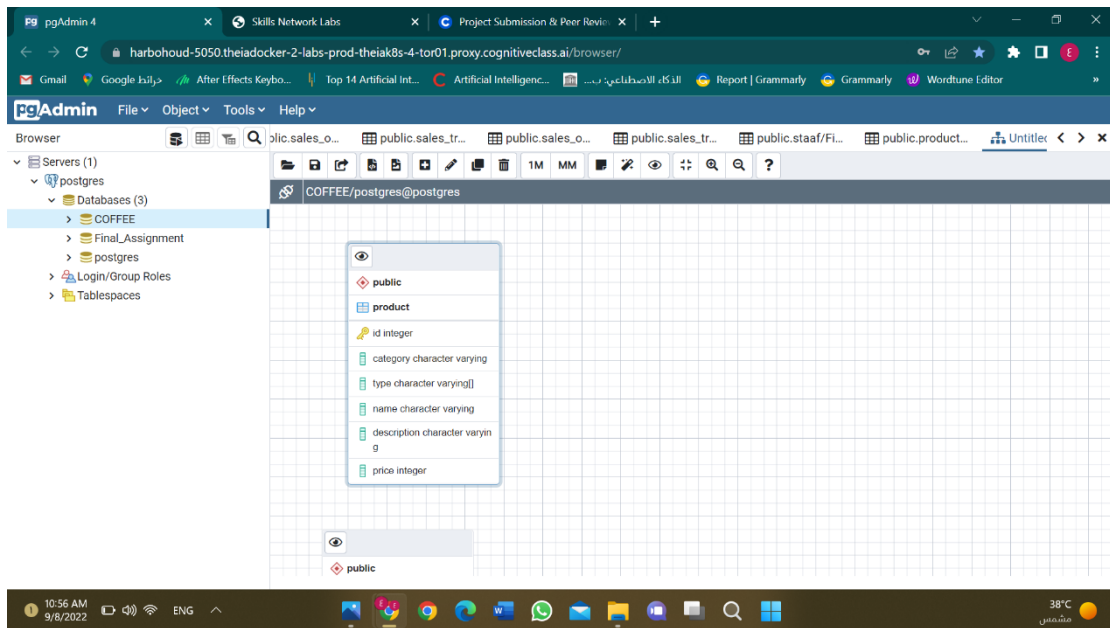 pgAdmin 4
Skills Network Labs
Project Submission & Peer Review
harbohoud-5050.theiadocker-2-labs-prod-theiak8s-4-tor01.proxy.cognitiveclass.ai/browser/
Gmail
Google خرائط
After Effects Keybo...
Top 14 Artificial Int...
Artificial Intelligenc...
الذكاء الاصطناعي: ب...
Report | Grammarly
Grammarly
Wordtune Editor
»
pgAdmin
File
Object
Tools
Help
Browser
blic.sales_o...
public.sales_tr...
public.sales_o...
public.sales_tr...
public.staaf/Fi...
public.product...
Untitlec
1M
MM
?
COFFEE/postgres@postgres
Servers (1)
postgres
Databases (3)
COFFEE
Final_Assignment
postgres
Login/Group Roles
Tablespaces
public
product
id integer
category character varying
type character varying[]
name character varying
description character varyin
g
price integer
public
10:56 AM
9/8/2022
ENG
38°C
مشمس